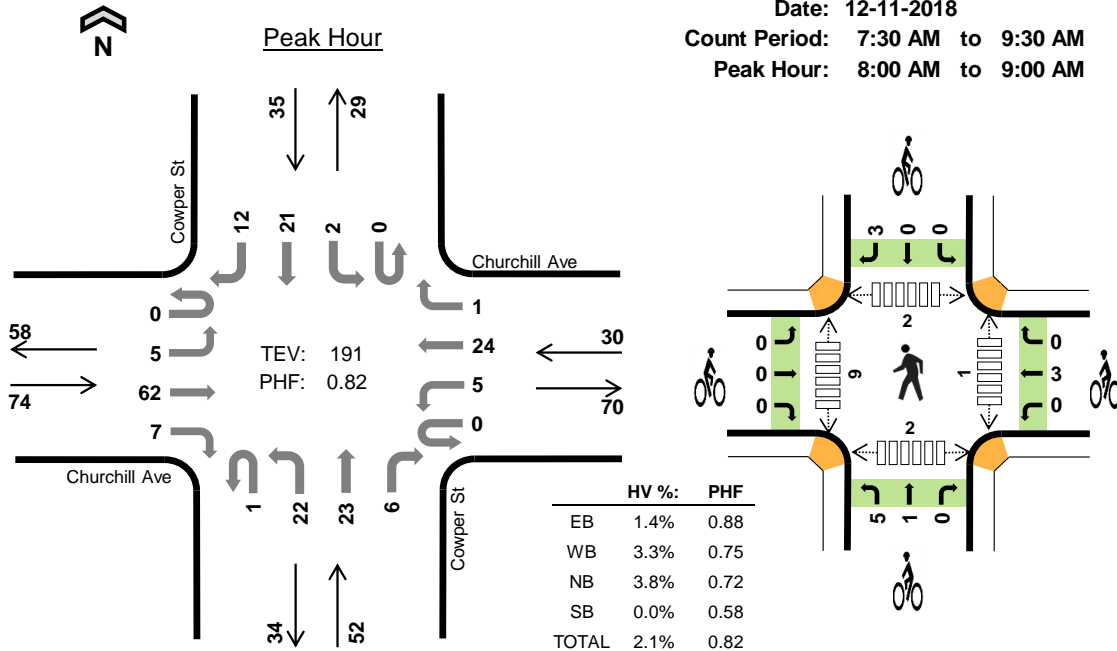 N
Peak Hour
Date: 12-11-2018
Count Period: 7:30 AM to 9:30 AM
Peak Hour: 8:00 AM to 9:00 AM
35
29
Cowper St
12
21
2
0
Churchill Ave
0
5
62
7
58
74
TEV: 191
PHF: 0.82
1
24
5
0
30
70
Churchill Ave
1
22
23
6
Cowper St
34
52
HV %: PHF
EB 1.4% 0.88
WB 3.3% 0.75
NB 3.8% 0.72
SB 0.0% 0.58
TOTAL 2.1% 0.82
3
0
0
2
0
0
0
9
1
0
3
0
2
5
1
0